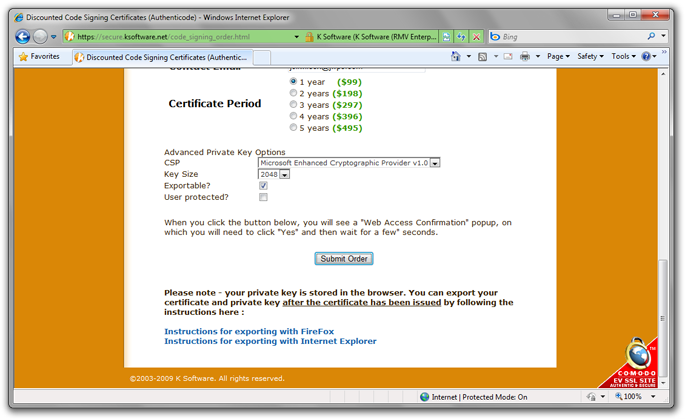 Discounted Code Signing Certificates (Authenticode) - Windows Internet Explorer
https://secure.ksoftware.net/code_signing_order.html
K Software (K Software (RMV Enterp...
Bing
Favorites
Discounted Code Signing Certificates (Authentic...
Page
Safety
Tools
Contact Email
1 year ($99)
2 years ($198)
Certificate Period
3 years ($297)
4 years ($396)
5 years ($495)
Advanced Private Key Options
CSP
Microsoft Enhanced Cryptographic Provider v1.0
Key Size
2048
Exportable?
User protected?
When you click the button below, you will see a "Web Access Confirmation" popup, on
which you will need to click "Yes" and then wait for a few" seconds.
Submit Order
Please note - your private key is stored in the browser. You can export your
certificate and private key after the certificate has been issued by following the
instructions here :
Instructions for exporting with FireFox
Instructions for exporting with Internet Explorer
©2003-2009 K Software. All rights reserved.
COMODO
EV SSL SITE
AUTHENTIC & SECURE
TM
Internet | Protected Mode: On
100%